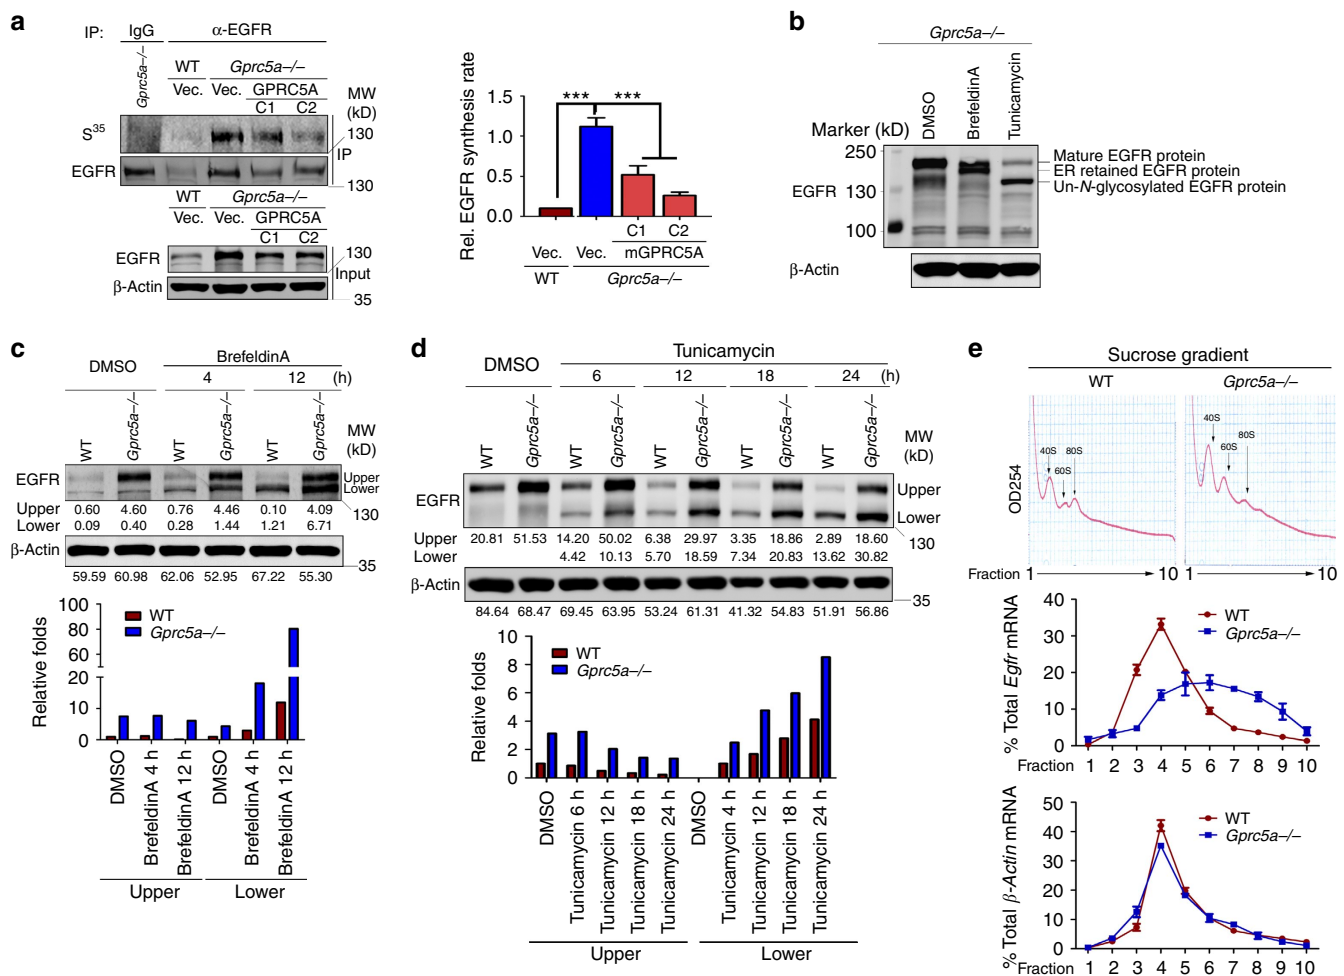 a
IP: IgG α-EGFR
Gprc5a–/–
WT Gprc5a–/–
Vec. Vec. GPRC5A
C1 C2
MW
(kD)
S35
130
IP
EGFR
130
WT Gprc5a–/–
Vec. Vec. GPRC5A
C1 C2
EGFR
130
Input
β-Actin
35
Rel. EGFR synthesis rate
1.5
1.0
0.5
0.0
*** ***
C1 C2
Vec. Vec. mGPRC5A
WT Gprc5a–/–
b
Gprc5a–/–
DMSO
BrefeldinA
Tunicamycin
Marker (kD)
250
130
100
EGFR
Mature EGFR protein
ER retained EGFR protein
Un-N-glycosylated EGFR protein
β-Actin
c
DMSO BrefeldinA
4 12 (h)
WT Gprc5a–/– WT Gprc5a–/– WT Gprc5a–/–
MW
(kD)
EGFR
Upper
Lower
130
Upper 0.60 4.60 0.76 4.46 0.10 4.09
Lower 0.09 0.40 0.28 1.44 1.21 6.71
β-Actin
35
59.59 60.98 62.06 52.95 67.22 55.30
Relative folds
100
80
60
20
10
0
WT
Gprc5a–/–
DMSO
BrefeldinA 4 h
BrefeldinA 12 h
DMSO
BrefeldinA 4 h
BrefeldinA 12 h
Upper Lower
d
DMSO Tunicamycin
6 12 18 24 (h)
WT Gprc5a–/– WT Gprc5a–/– WT Gprc5a–/– WT Gprc5a–/– WT Gprc5a–/–
MW
(kD)
EGFR
Upper
Lower
130
Upper 20.81 51.53 14.20 50.02 6.38 29.97 3.35 18.86 2.89 18.60
Lower 4.42 10.13 5.70 18.59 7.34 20.83 13.62 30.82
β-Actin
35
84.64 68.47 69.45 63.95 53.24 61.31 41.32 54.83 51.91 56.86
Relative folds
10
8
6
4
2
0
WT
Gprc5a–/–
DMSO
Tunicamycin 6 h
Tunicamycin 12 h
Tunicamycin 18 h
Tunicamycin 24 h
DMSO
Tunicamycin 4 h
Tunicamycin 12 h
Tunicamycin 18 h
Tunicamycin 24 h
Upper Lower
e
Sucrose gradient
WT Gprc5a–/–
OD254
40S 60S 80S
40S 60S 80S
Fraction 1 10 1 10
% Total Egfr mRNA
40
30
20
10
0
WT
Gprc5a–/–
Fraction 1 2 3 4 5 6 7 8 9 10
% Total β-Actin mRNA
50
40
30
20
10
0
WT
Gprc5a–/–
Fraction 1 2 3 4 5 6 7 8 9 10